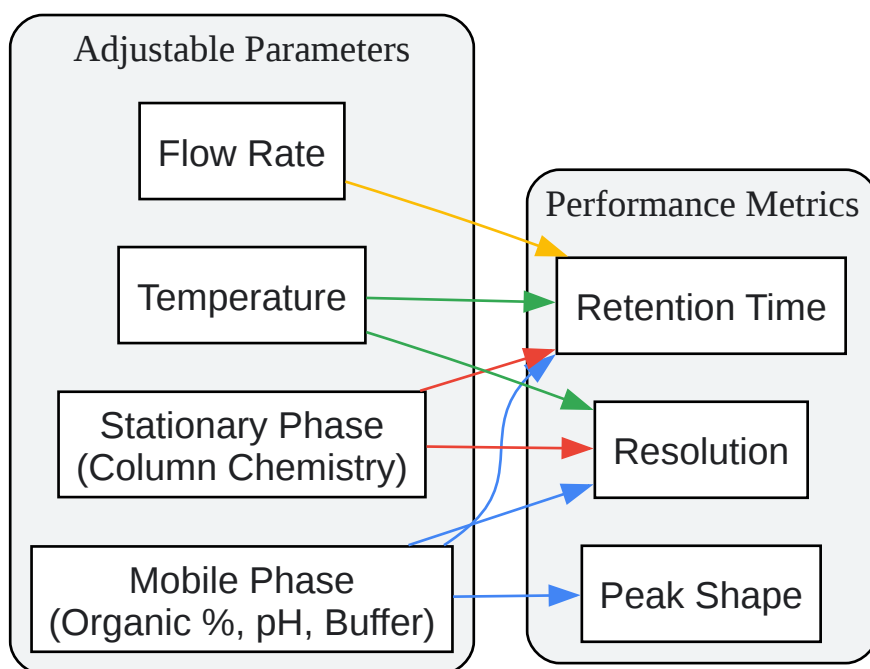 Adjustable Parameters
Flow Rate
Temperature
Stationary Phase
(Column Chemistry)
Mobile Phase
(Organic %, pH, Buffer)
Performance Metrics
Retention Time
Resolution
Peak Shape